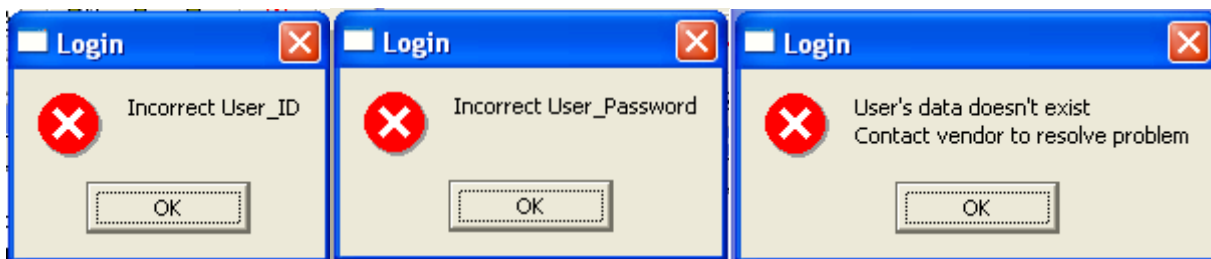 Login
Incorrect User_ID
OK
Login
Incorrect User_Password
OK
Login
User's data doesn't exist
Contact vendor to resolve problem
OK